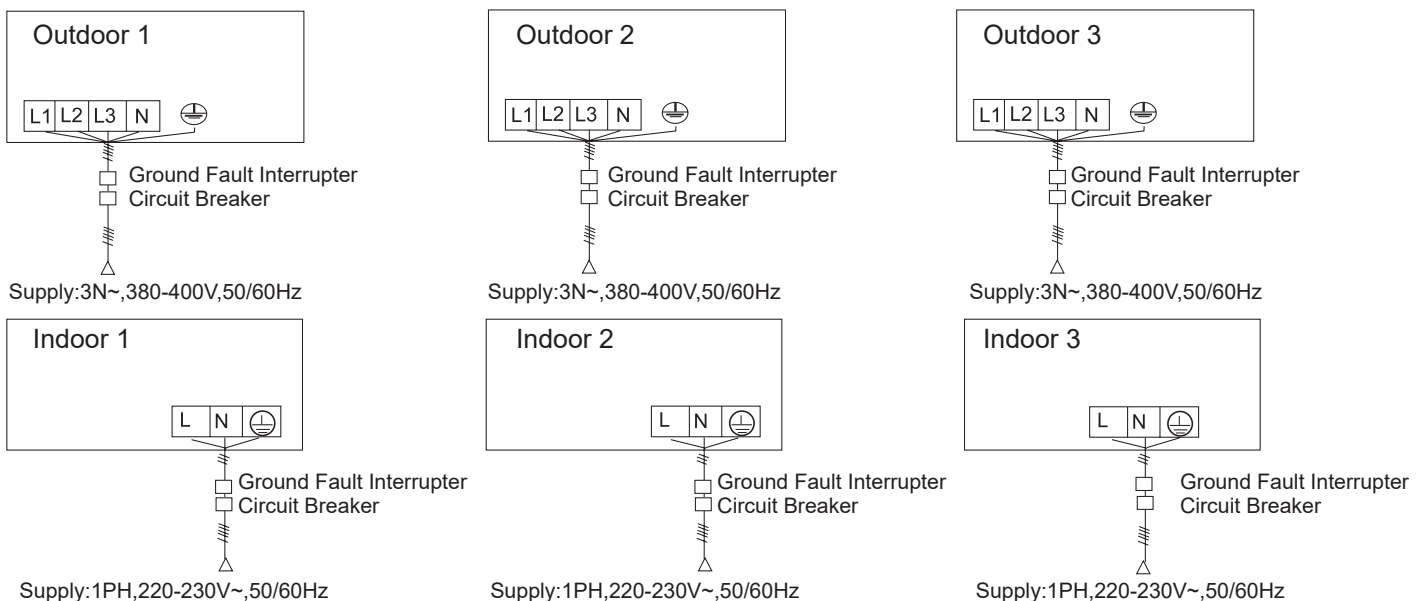 Outdoor 1
L1 L2 L3 N
Ground Fault Interrupter
Circuit Breaker
Supply:3N~,380-400V,50/60Hz
Outdoor 2
L1 L2 L3 N
Ground Fault Interrupter
Circuit Breaker
Supply:3N~,380-400V,50/60Hz
Outdoor 3
L1 L2 L3 N
Ground Fault Interrupter
Circuit Breaker
Supply:3N~,380-400V,50/60Hz
Indoor 1
L N
Ground Fault Interrupter
Circuit Breaker
Supply:1PH,220-230V~,50/60Hz
Indoor 2
L N
Ground Fault Interrupter
Circuit Breaker
Supply:1PH,220-230V~,50/60Hz
Indoor 3
L N
Ground Fault Interrupter
Circuit Breaker
Supply:1PH,220-230V~,50/60Hz